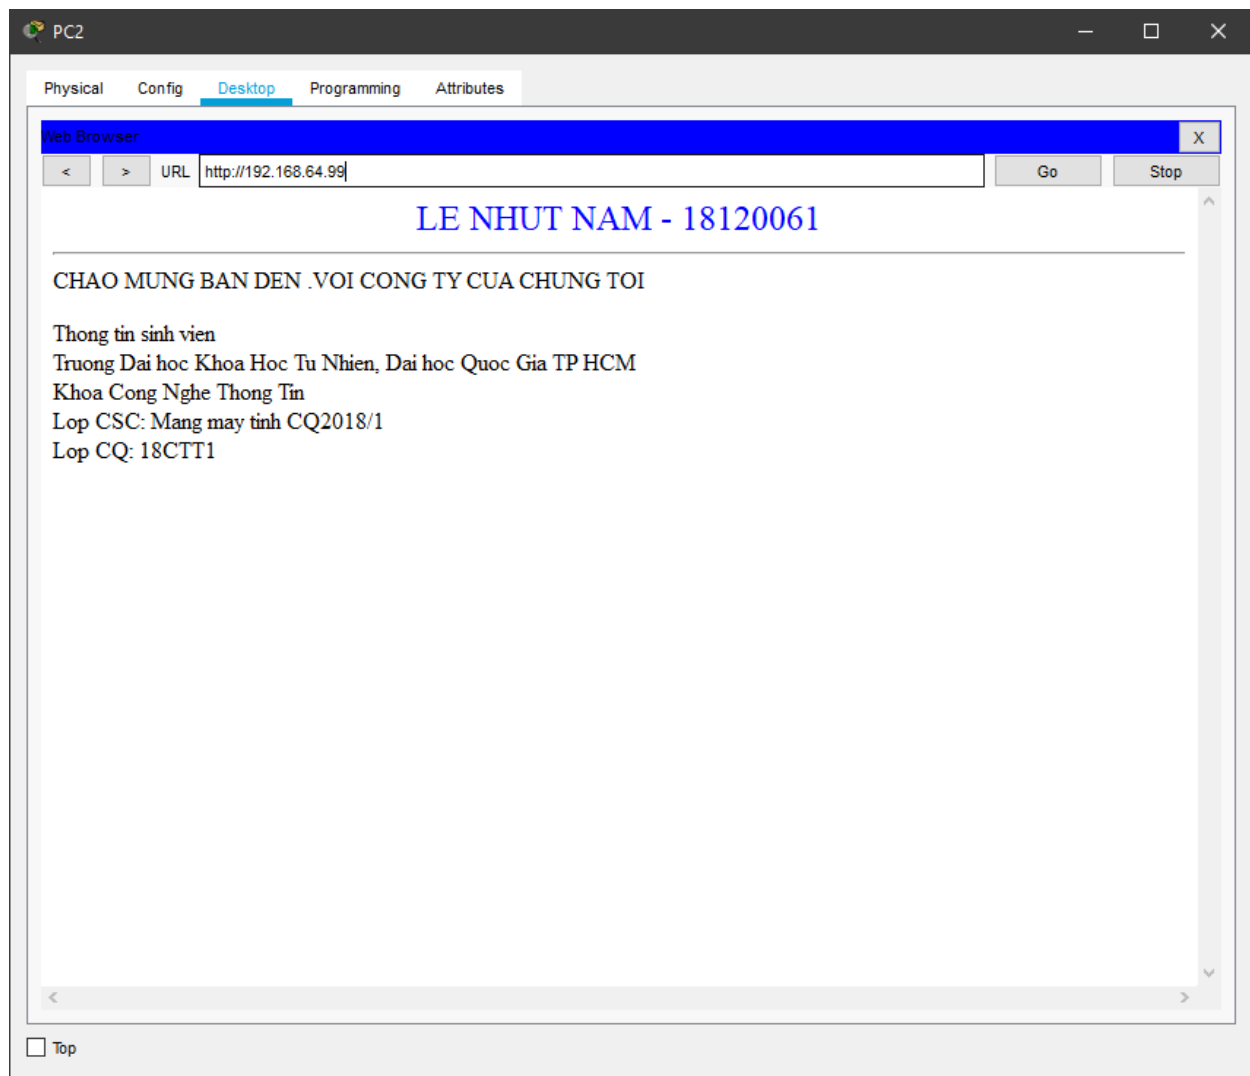 PC2
Physical Config Desktop Programming Attributes
Web Browser X
< > URL http://192.168.64.99 Go Stop
LE NHUT NAM - 18120061
CHAO MUNG BAN DEN .VOI CONG TY CUA CHUNG TOI
Thong tin sinh vien
Truong Dai hoc Khoa Hoc Tu Nhien, Dai hoc Quoc Gia TP HCM
Khoa Cong Nghe Thong Tin
Lop CSC: Mang may tinh CQ2018/1
Lop CQ: 18CTT1
Top